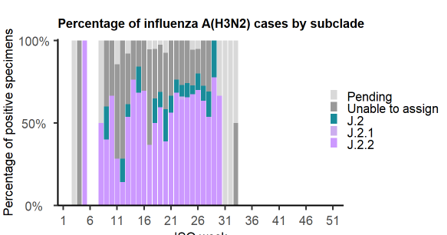 Percentage of influenza A(H3N2) cases by subclade
Percentage of positive specimens
100%
50%
0%
1 6 11 16 21 26 31 36 41 46 51
Pending
Unable to assign
J.2
J.2.1
J.2.2